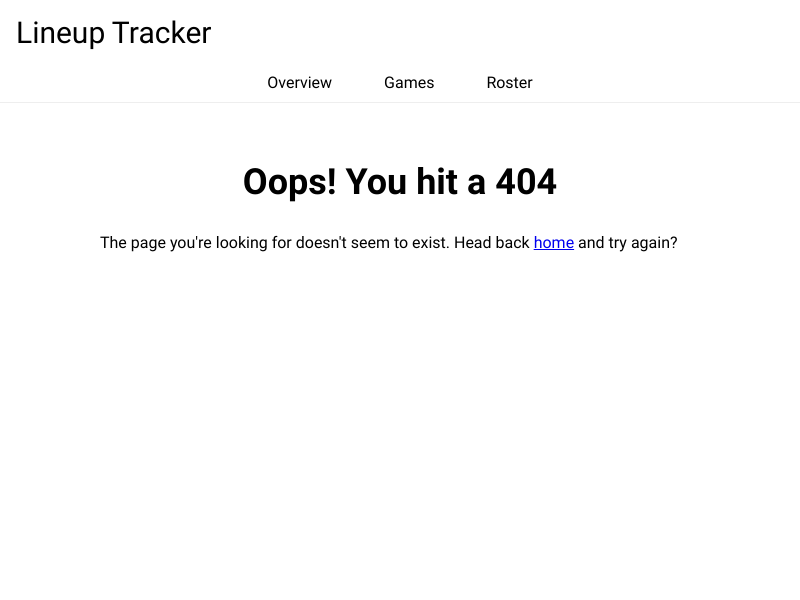 Lineup Tracker
Overview Games Roster
Oops! You hit a 404
The page you're looking for doesn't seem to exist. Head back home and try again?